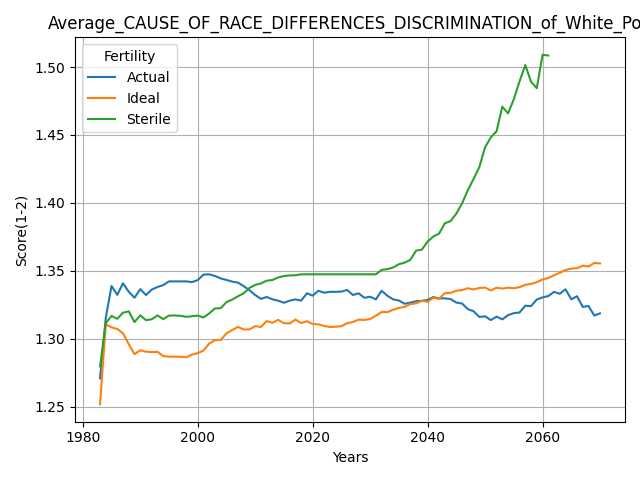 Average_CAUSE_OF_RACE_DIFFERENCES_DISCRIMINATION_of_White_Po
Fertility
Actual
Ideal
Sterile
1.50
1.45
1.40
1.35
1.30
1.25
Score(1-2)
1980
2000
2020
2040
2060
Years